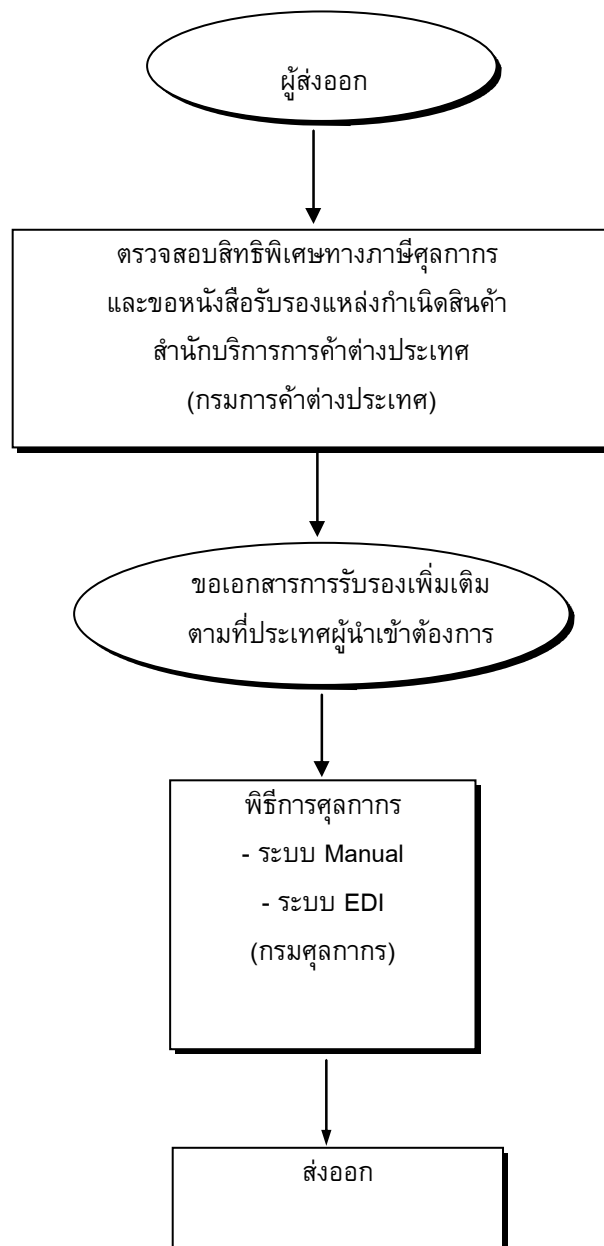 ผู้ส่งออก
ตรวจสอบสิทธิพิเศษทางภาษีศุลกากร
และขอหนังสือรับรองแหล่งกำเนิดสินค้า
สำนักบริการการค้าต่างประเทศ
(กรมการค้าต่างประเทศ)
ขอเอกสารการรับรองเพิ่มเติม
ตามที่ประเทศผู้นำเข้าต้องการ
พิธีการศุลกากร
- ระบบ Manual
- ระบบ EDI
(กรมศุลกากร)
ส่งออก